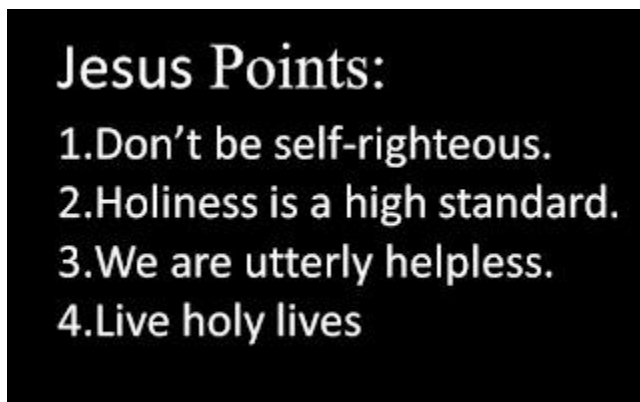 Jesus Points:
1.Don't be self-righteous.
2.Holiness is a high standard.
3.We are utterly helpless.
4.Live holy lives